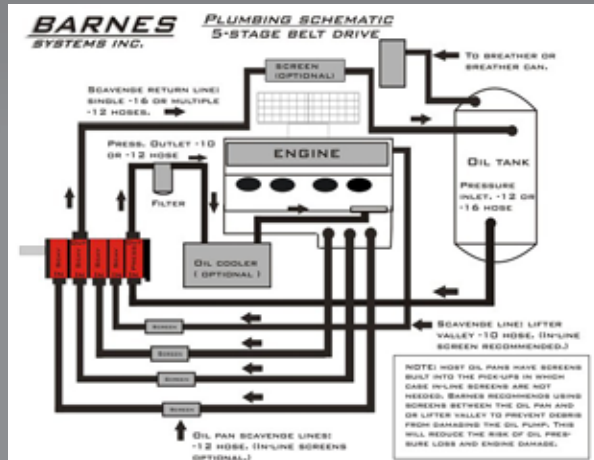 BARNES
SYSTEMS INC.
PLUMBING SCHEMATIC
5-STAGE BELT DRIVE
SCREEN
(OPTIONAL)
TO BREATHER OR
BREATHER CAN.
SCAVENGE RETURN LINE:
SINGLE -16 OR MULTIPLE
-12 HOSES.
PRESS. OUTLET -10
OR -12 HOSE
FILTER
ENGINE
OIL TANK
PRESSURE
INLET. -12 OR
-16 HOSE
OIL COOLER
(OPTIONAL)
SCREEN
SCREEN
SCREEN
SCREEN
SCAVENGE LINE: LIFTER
VALLEY -10 HOSE. (IN-LINE
SCREEN RECOMMENDED.)
OIL PAN SCAVENGE LINES:
-12 HOSE. (IN-LINE SCREENS
OPTIONAL.)
NOTE: MOST OIL PANS HAVE SCREENS
BUILT INTO THE PICK-UPS IN WHICH
CASE IN-LINE SCREENS ARE NOT
NEEDED. BARNES RECOMMENDS USING
SCREENS BETWEEN THE OIL PAN AND
OR LIFTER VALLEY TO PREVENT DEBRIS
FROM DAMAGING THE OIL PUMP. THIS
WILL REDUCE THE RISK OF OIL PRES-
SURE LOSS AND ENGINE DAMAGE.